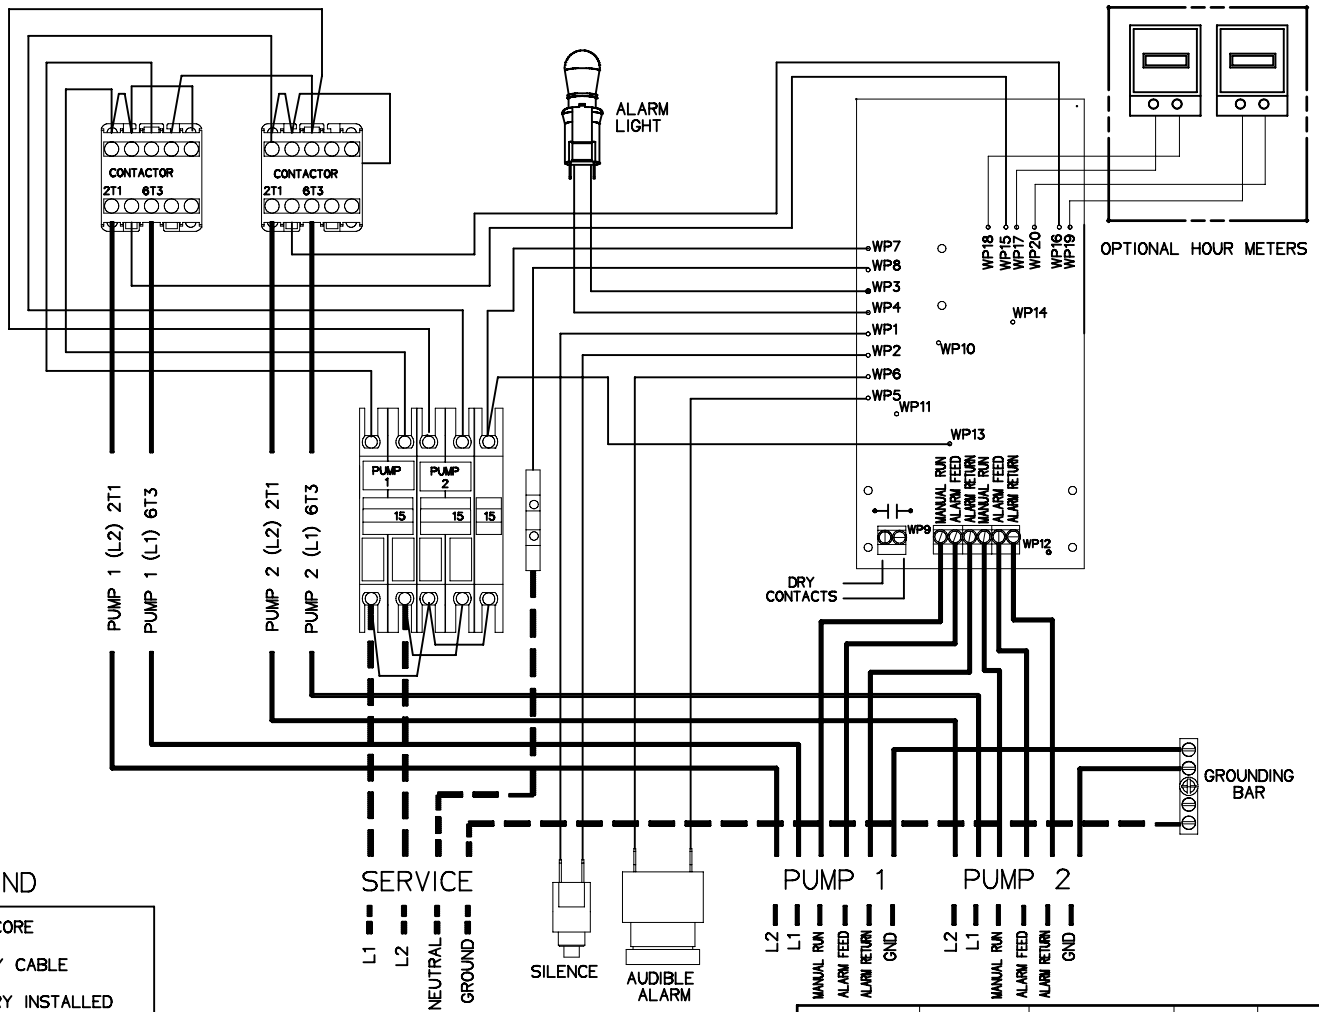 ALARM
LIGHT
CONTACTOR
2T1 6T3
CONTACTOR
2T1 6T3
OPTIONAL HOUR METERS
WP18
WP15
WP17
WP20
WP16
WP19
WP7
WP8
WP3
WP4
WP1
WP2
WP6
WP5
WP14
WP10
WP11
WP13
MANUAL RUN
ALARM FEED
ALARM RETURN
MANUAL RUN
ALARM FEED
ALARM RETURN
WP9
WP12
DRY
CONTACTS
PUMP
1
PUMP
2
15
15
15
PUMP 1 (L2) 2T1
PUMP 1 (L1) 6T3
PUMP 2 (L2) 2T1
PUMP 2 (L1) 6T3
GROUNDING
BAR
SERVICE
L1
L2
NEUTRAL
GROUND
SILENCE
AUDIBLE
ALARM
PUMP 1
L2
L1
MANUAL RUN
ALARM FEED
ALARM RETURN
GND
PUMP 2
L2
L1
MANUAL RUN
ALARM FEED
ALARM RETURN
GND
ND
CORE
Y CABLE
RY INSTALLED